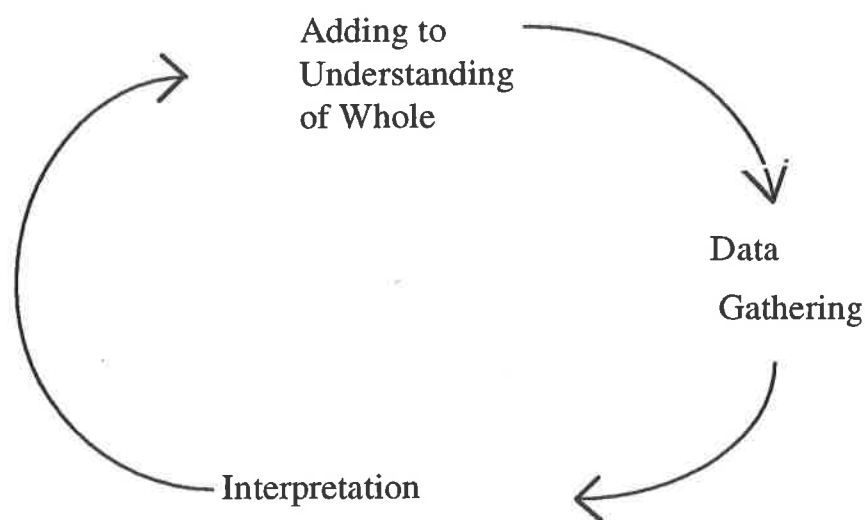 Adding to
Understanding
of Whole
Data
Gathering
Interpretation